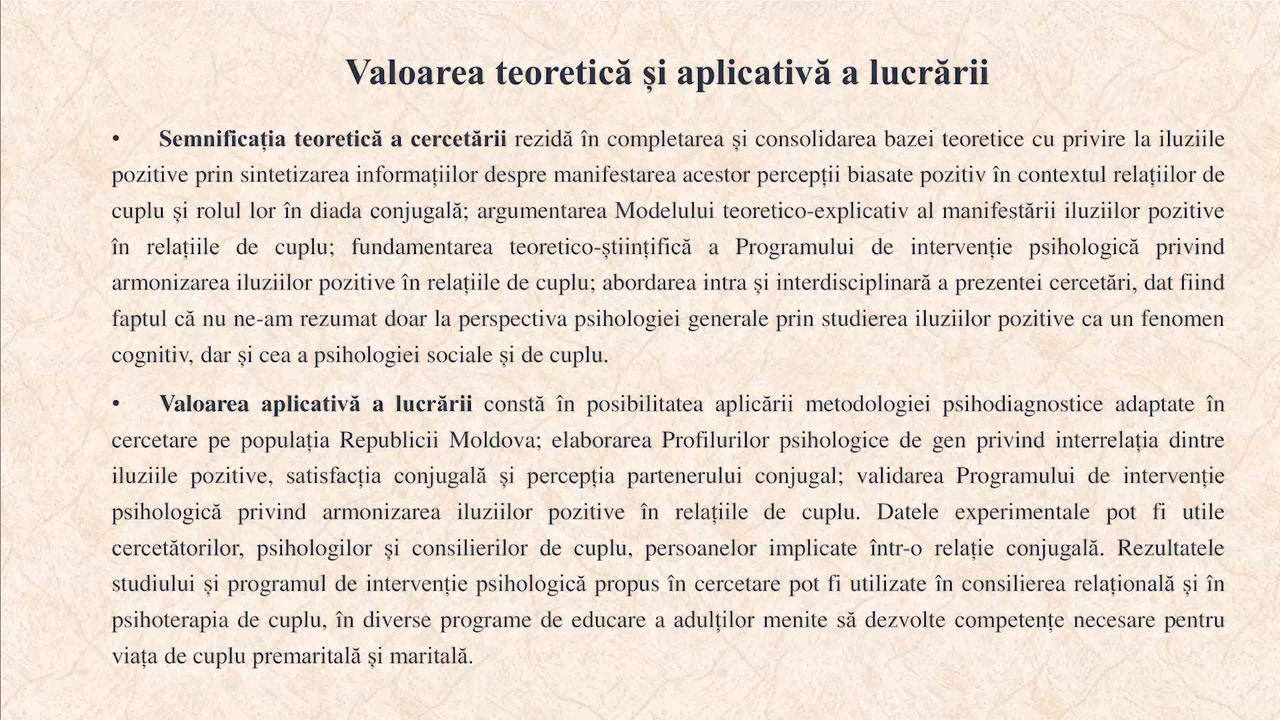 Valoarea teoretică și aplicativă a lucrării
• Semnificația teoretică a cercetării rezidă în completarea și consolidarea bazei teoretice cu privire la iluziile
pozitive prin sintetizarea informațiilor despre manifestarea acestor percepții biasate pozitiv în contextul relațiilor de
cuplu și rolul lor în diada conjugală; argumentarea Modelului teoretico-explicativ al manifestării iluziilor pozitive
în relațiile de cuplu; fundamentarea teoretico-științifică a Programului de intervenție psihologică privind
armonizarea iluziilor pozitive în relațiile de cuplu; abordarea intra și interdisciplinară a prezentei cercetări, dat fiind
faptul că nu ne-am rezumat doar la perspectiva psihologiei generale prin studierea iluziilor pozitive ca un fenomen
cognitiv, dar și cea a psihologiei sociale și de cuplu.
• Valoarea aplicativă a lucrării constă în posibilitatea aplicării metodologiei psihodiagnostice adaptate în
cercetare pe populația Republicii Moldova; elaborarea Profilurilor psihologice de gen privind interrelația dintre
iluziile pozitive, satisfacția conjugală și percepția partenerului conjugal; validarea Programului de intervenție
psihologică privind armonizarea iluziilor pozitive în relațiile de cuplu. Datele experimentale pot fi utile
cercetătorilor, psihologilor și consilierilor de cuplu, persoanelor implicate într-o relație conjugală. Rezultatele
studiului și programul de intervenție psihologică propus în cercetare pot fi utilizate în consilierea relațională și în
psihoterapia de cuplu, în diverse programe de educare a adulților menite să dezvolte competențe necesare pentru
viața de cuplu premaritală și maritală.